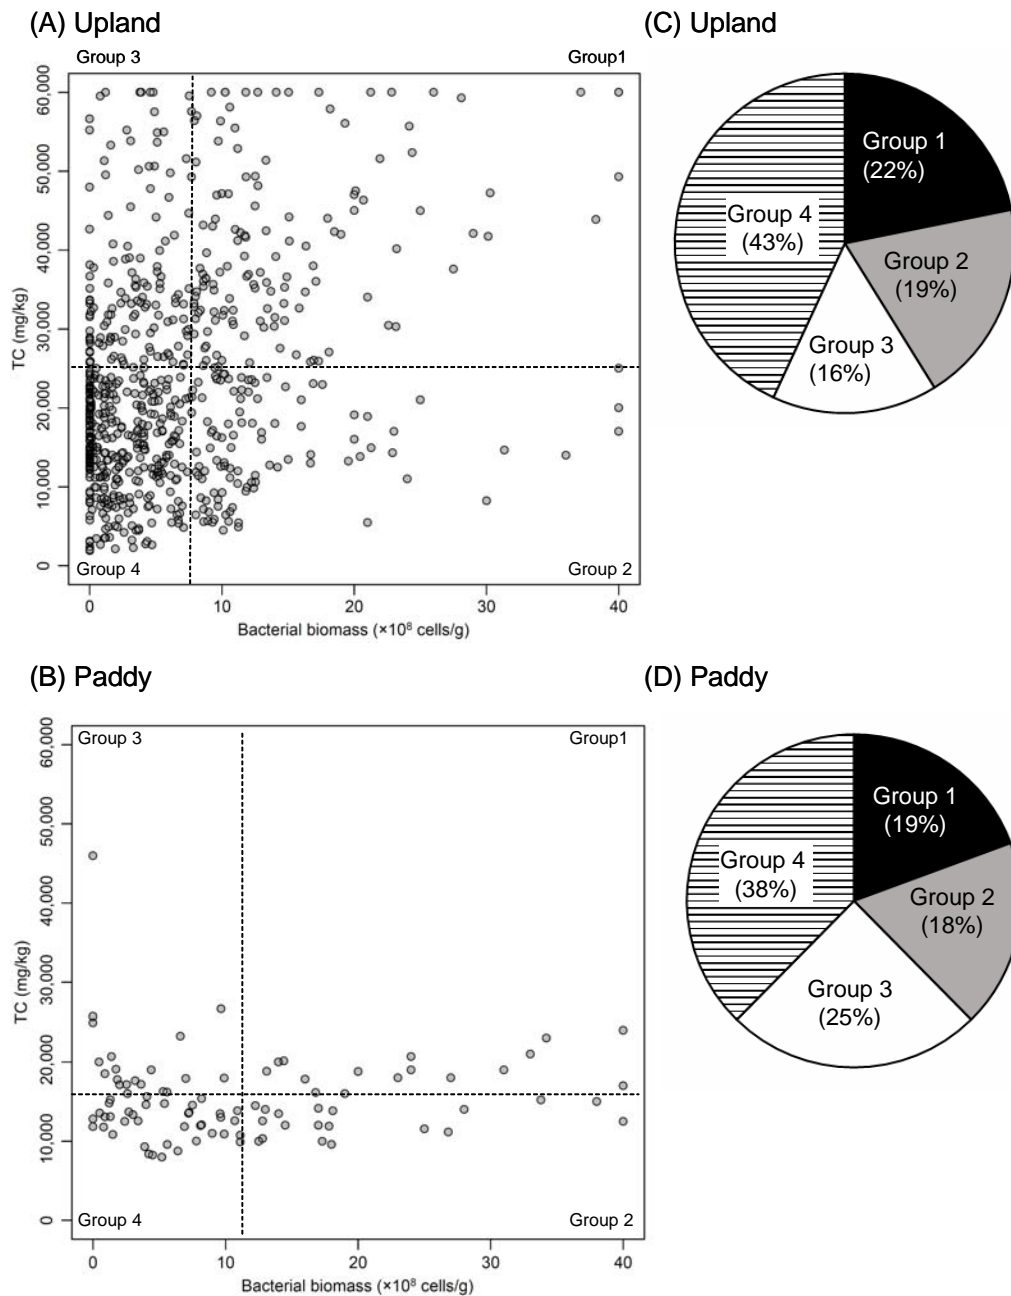 (A) Upland
Group 3
Group1
60,000
50,000
40,000
30,000
20,000
10,000
0
TC (mg/kg)
Group 4
Group 2
0
10
20
30
40
Bacterial biomass (×10⁸ cells/g)
(C) Upland
Group 1
(22%)
Group 2
(19%)
Group 3
(16%)
Group 4
(43%)
(B) Paddy
Group 3
Group1
60,000
50,000
40,000
30,000
20,000
10,000
0
TC (mg/kg)
Group 4
Group 2
0
10
20
30
40
Bacterial biomass (×10⁸ cells/g)
(D) Paddy
Group 1
(19%)
Group 2
(18%)
Group 3
(25%)
Group 4
(38%)